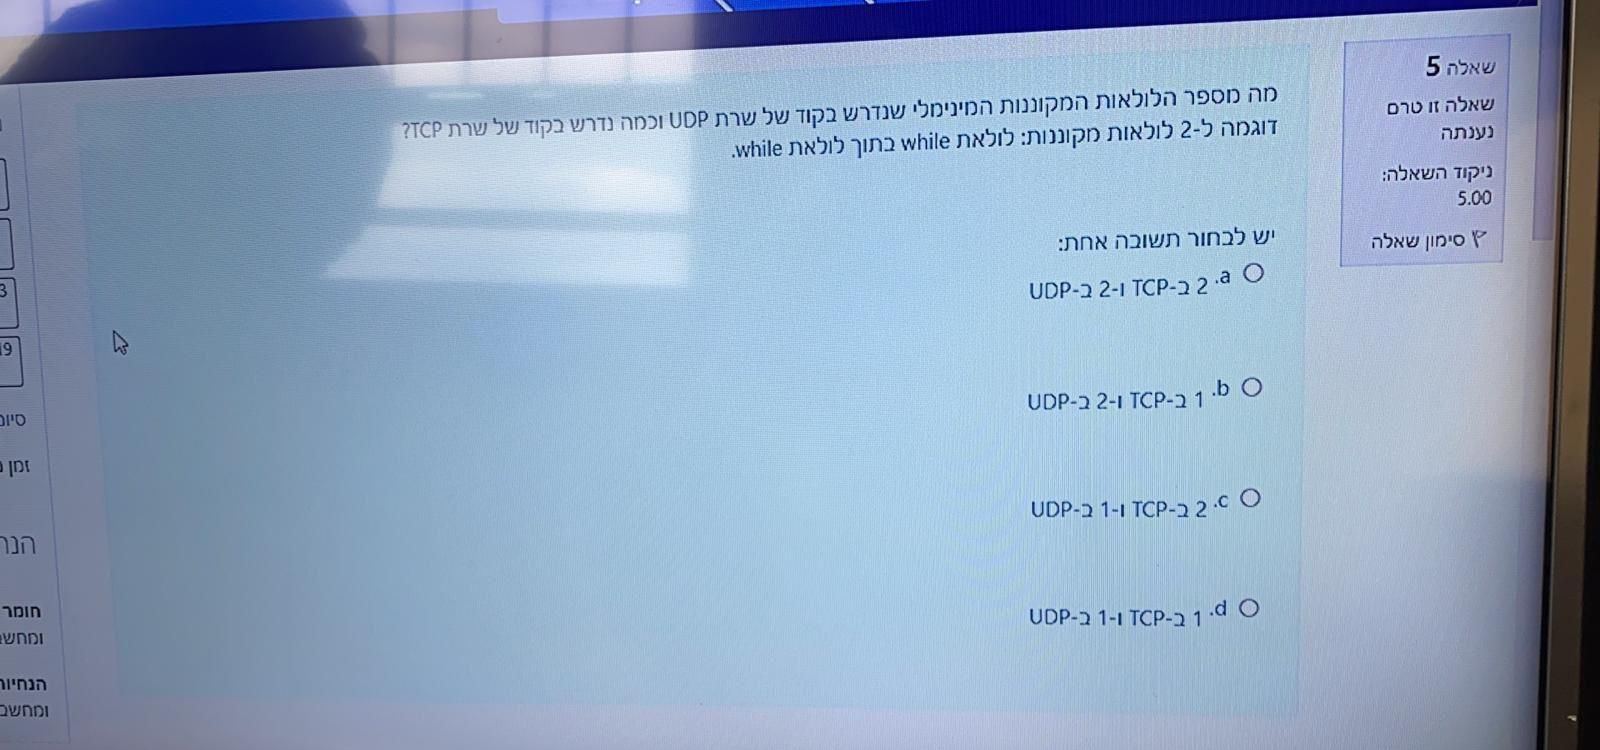 שאלה 5
שאלה זו טרם
נענתה
ניקוד השאלה:
5.00
סימון שאלה
מה מספר הלולאות המקוננות המינימלי שנדרש בקוד של שרת UDP וכמה נדרש בקוד של שרת TCP?
דוגמה ל-2 לולאות מקוננות: לולאת while בתוך לולאת while.
יש לבחור תשובה אחת:
a. 2 ב-TCP ו-2 ב-UDP
b. 1 ב-TCP ו-2 ב-UDP
c. 2 ב-TCP ו-1 ב-UDP
d. 1 ב-TCP ו-1 ב-UDP
3
19
סיום
זמן
חומר
ומחשב
ומחשב